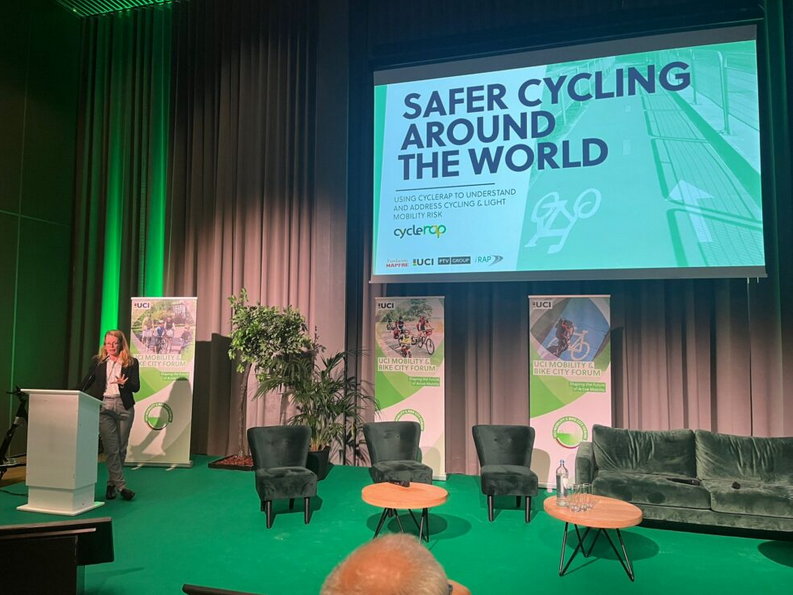 SAFER CYCLING
AROUND
THE WORLD
USING CYCLERAP TO UNDERSTAND
AND ADDRESS CYCLING & LIGHT
MOBILITY RISK
cyclerap
MAPFRE
UCI
PTV GROUP
iRAP
UCI
UCI MOBILITY &
BIKE CITY FORUM
UCI
UCI MOBILITY &
BIKE CITY FORUM
UCI
UCI MOBILITY &
BIKE CITY FORUM